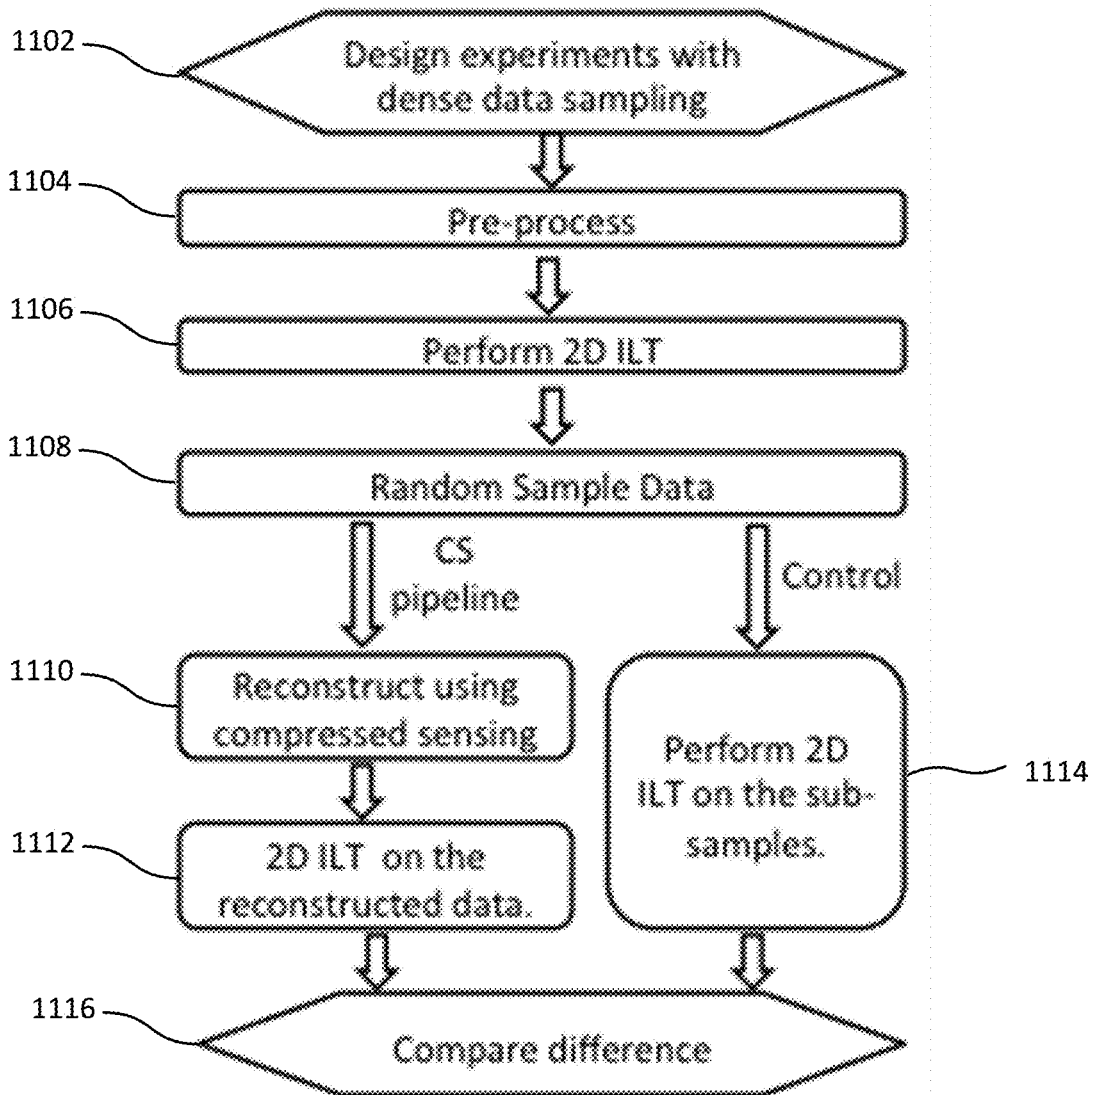 1102
Design experiments with
dense data sampling
1104
Pre-process
1106
Perform 2D ILT
1108
Random Sample Data
CS
pipeline
Control
1110
Reconstruct using
compressed sensing
Perform 2D
ILT on the sub-
samples.
1114
1112
2D ILT on the
reconstructed data.
1116
Compare difference